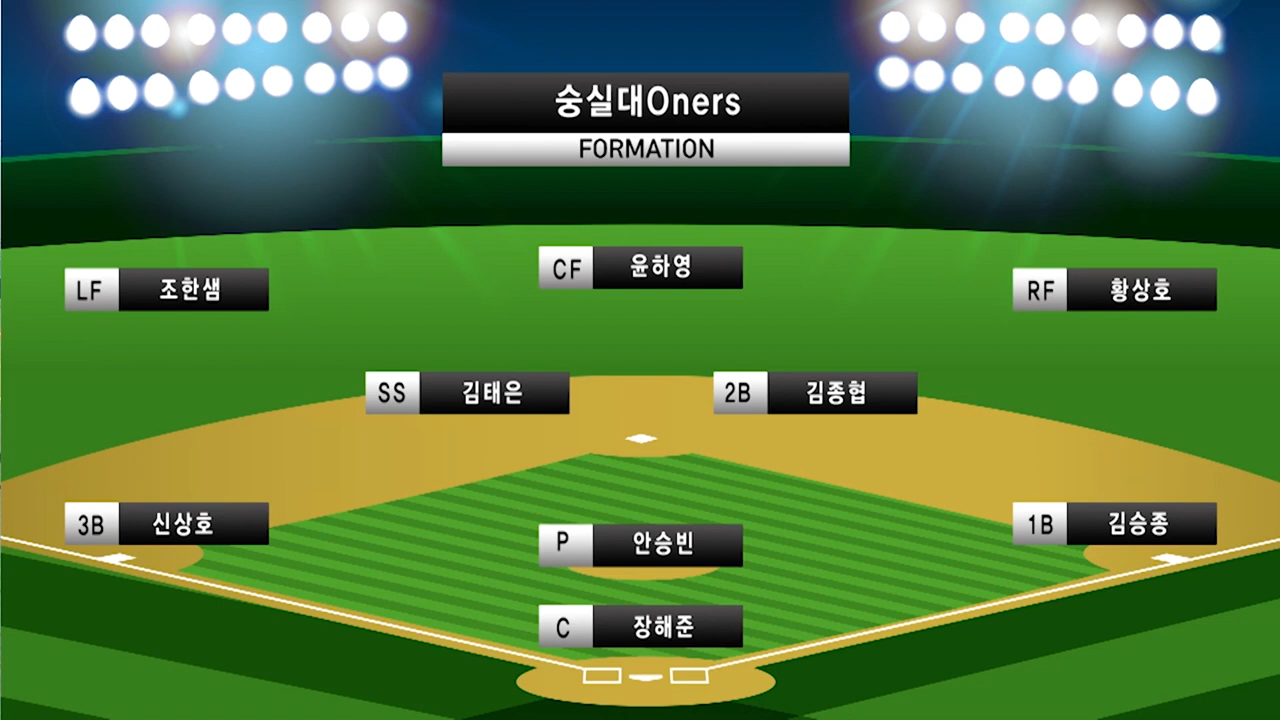 숭실대Oners
FORMATION
CF 윤하영
LF 조한샘
RF 황상호
SS 김태은
2B 김종협
3B 신상호
1B 김승종
P 안승빈
C 장해준